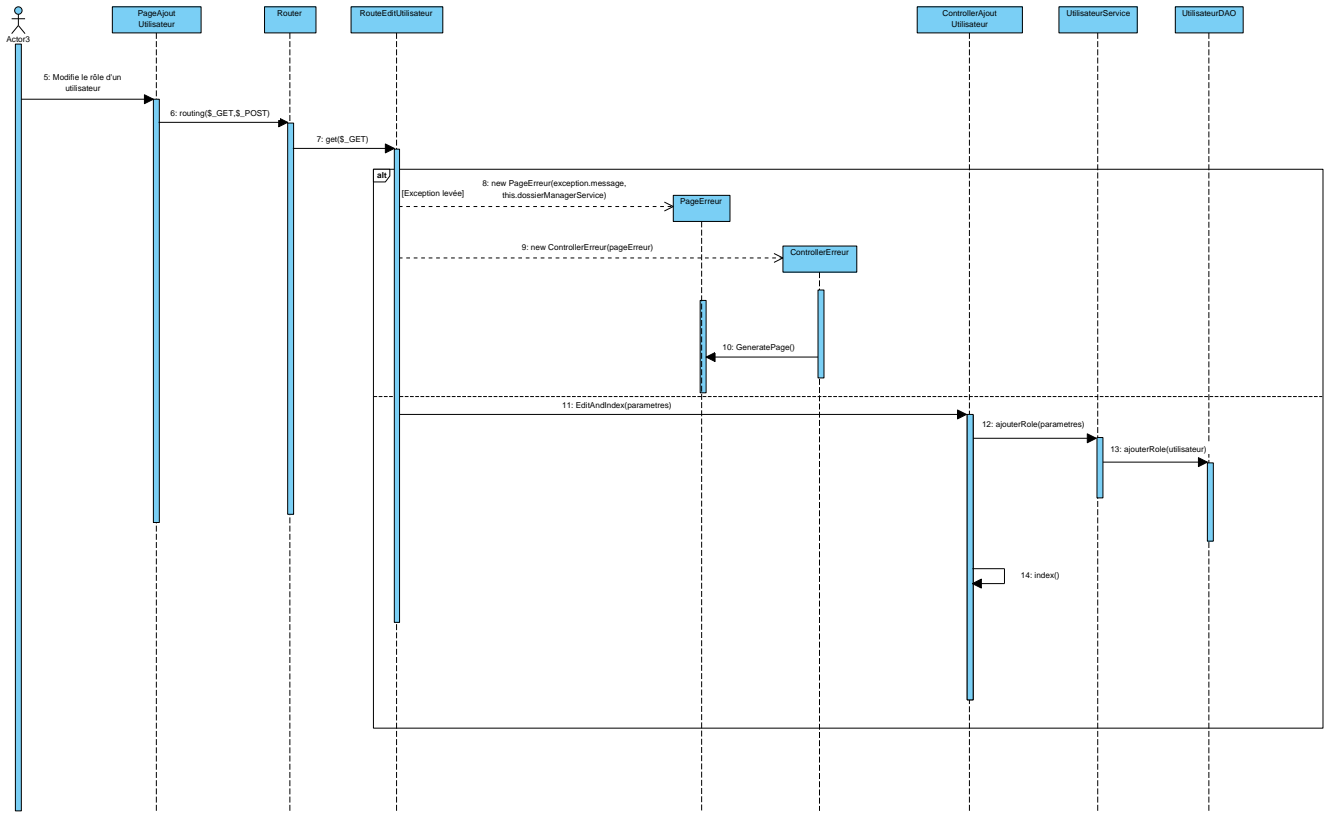 PageAjout
Utilisateur
Router
RouteEditUtilisateur
ControllerAjout
Utilisateur
UtilisateurService
UtilisateurDAO
Actor3
5: Modifie le rôle d'un
utilisateur
6: routing($_GET,$_POST)
7: get($_GET)
alt
[Exception levée]
8: new PageErreur(exception.message,
this.dossierManagerService)
PageErreur
9: new ControllerErreur(pageErreur)
ControllerErreur
10: GeneratePage()
11: EditAndIndex(parametres)
12: ajouterRole(parametres)
13: ajouterRole(utilisateur)
14: index()